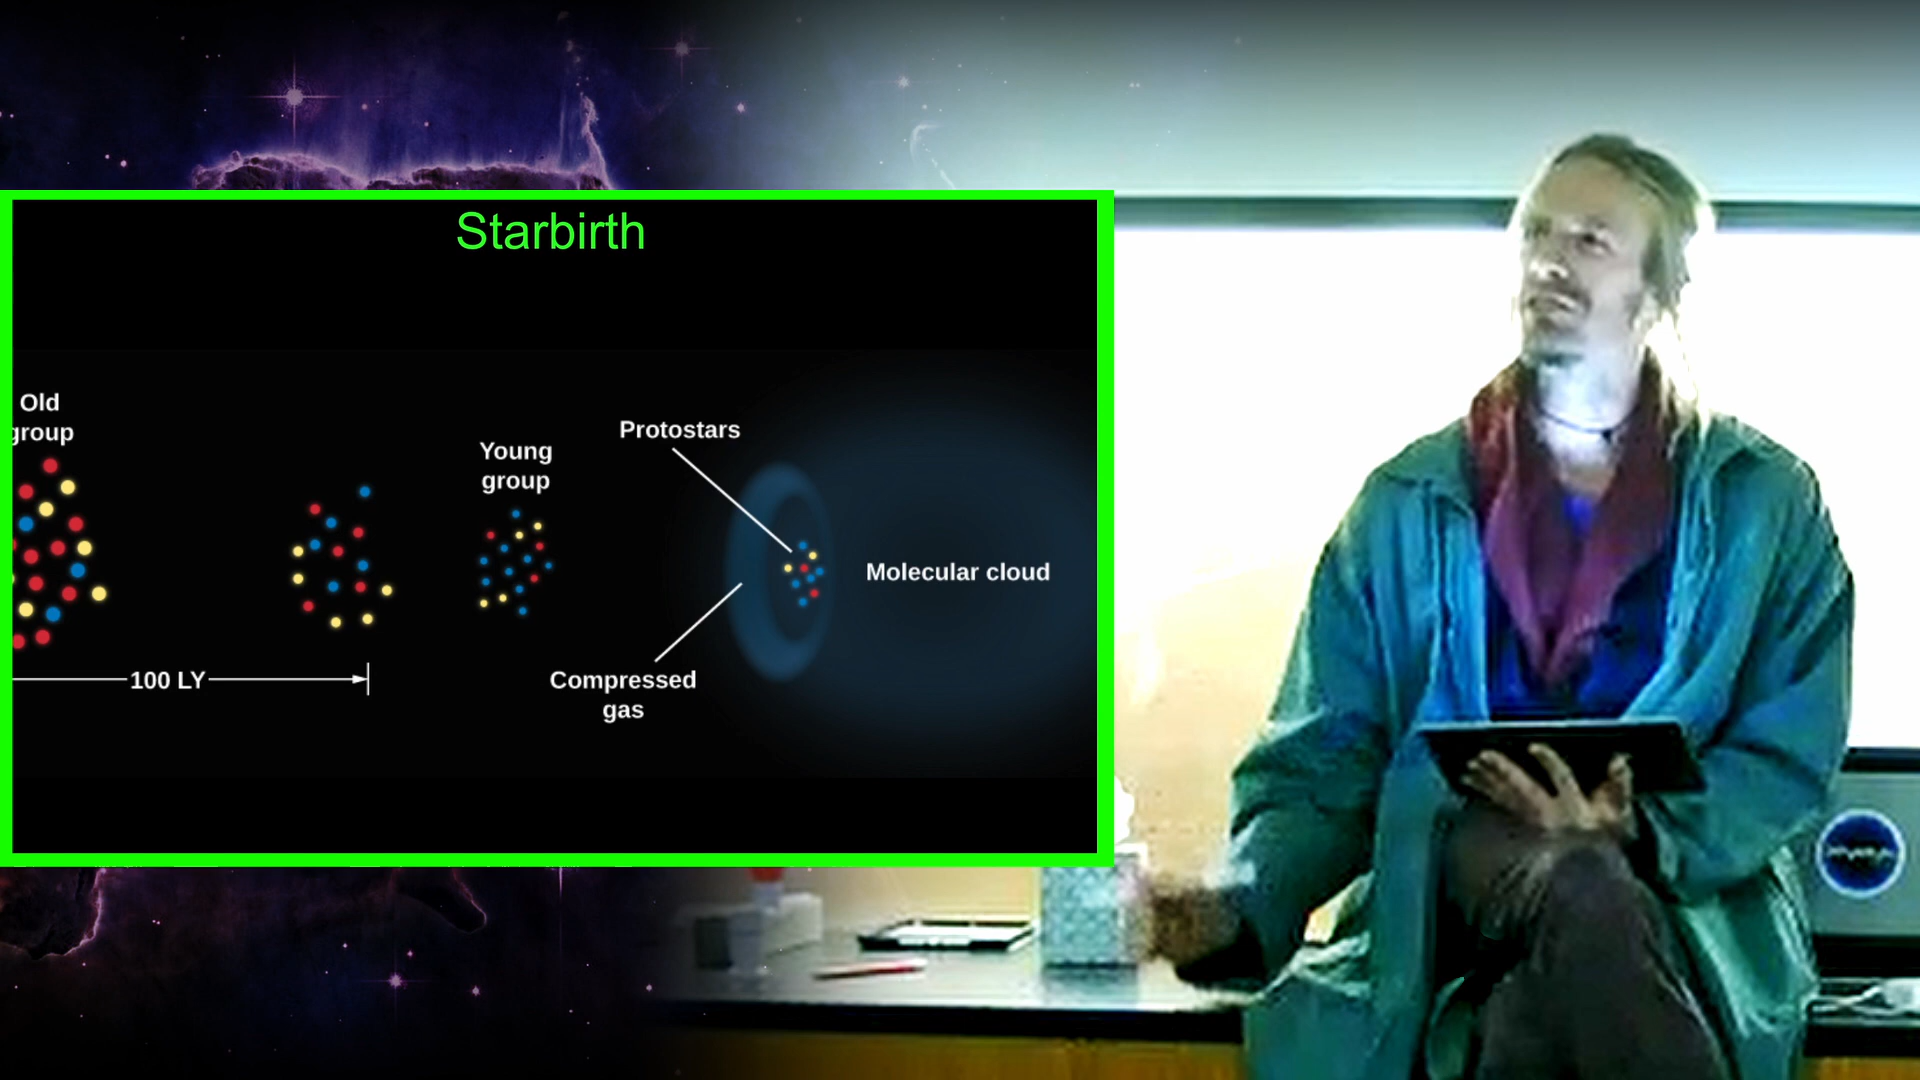 Starbirth
Old
group
Young
group
Protostars
Molecular cloud
Compressed
gas
100 LY